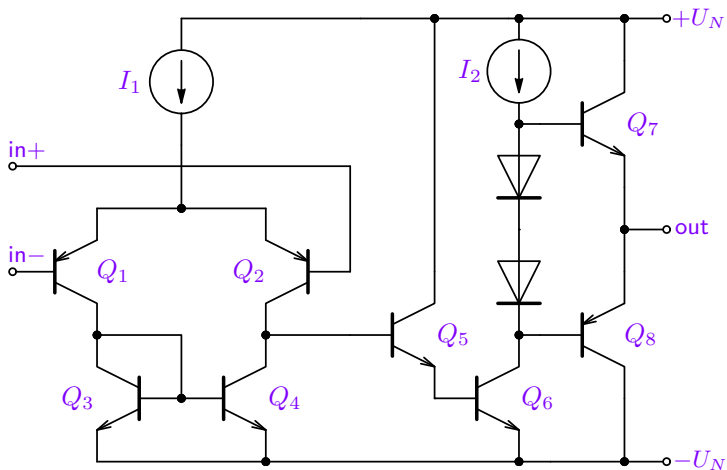 +U_N
I_1
I_2
Q_7
in+
out
in−
Q_1
Q_2
Q_5
Q_8
Q_3
Q_4
Q_6
−U_N